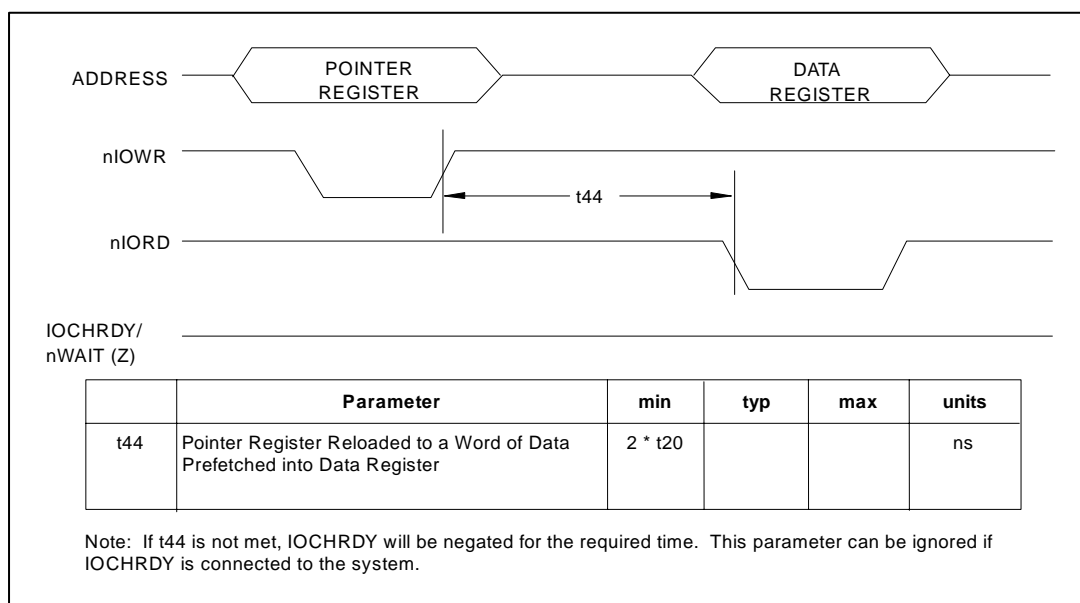 ADDRESS
POINTER
REGISTER
DATA
REGISTER
nIOWR
t44
nIORD
IOCHRDY/
nWAIT (Z)
Parameter min typ max units
t44 Pointer Register Reloaded to a Word of Data 2 * t20 ns
Prefetched into Data Register
Note: If t44 is not met, IOCHRDY will be negated for the required time. This parameter can be ignored if
IOCHRDY is connected to the system.